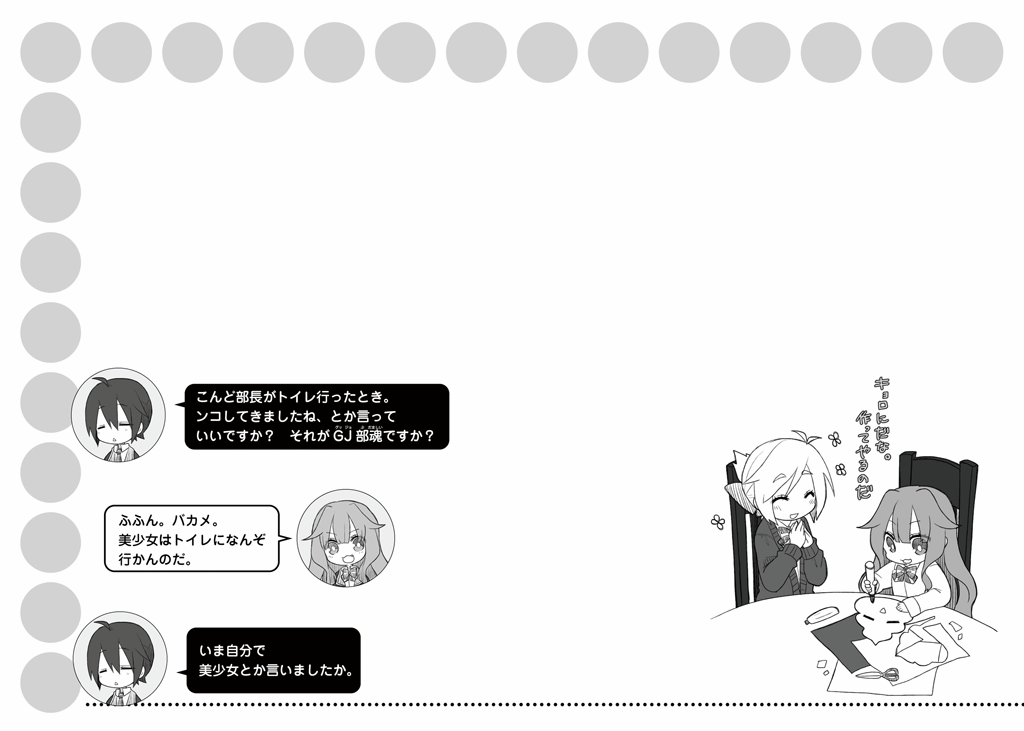 こんど部長がトイレ行ったとき。
ンコしてきましたね、とか言って
いいですか？　それがGJ部魂ですか？
ふふん。バカメ。
美少女はトイレになんぞ
行かんのだ。
いま自分で
美少女とか言いましたか。
キョロにだな。
作ってやるのだ